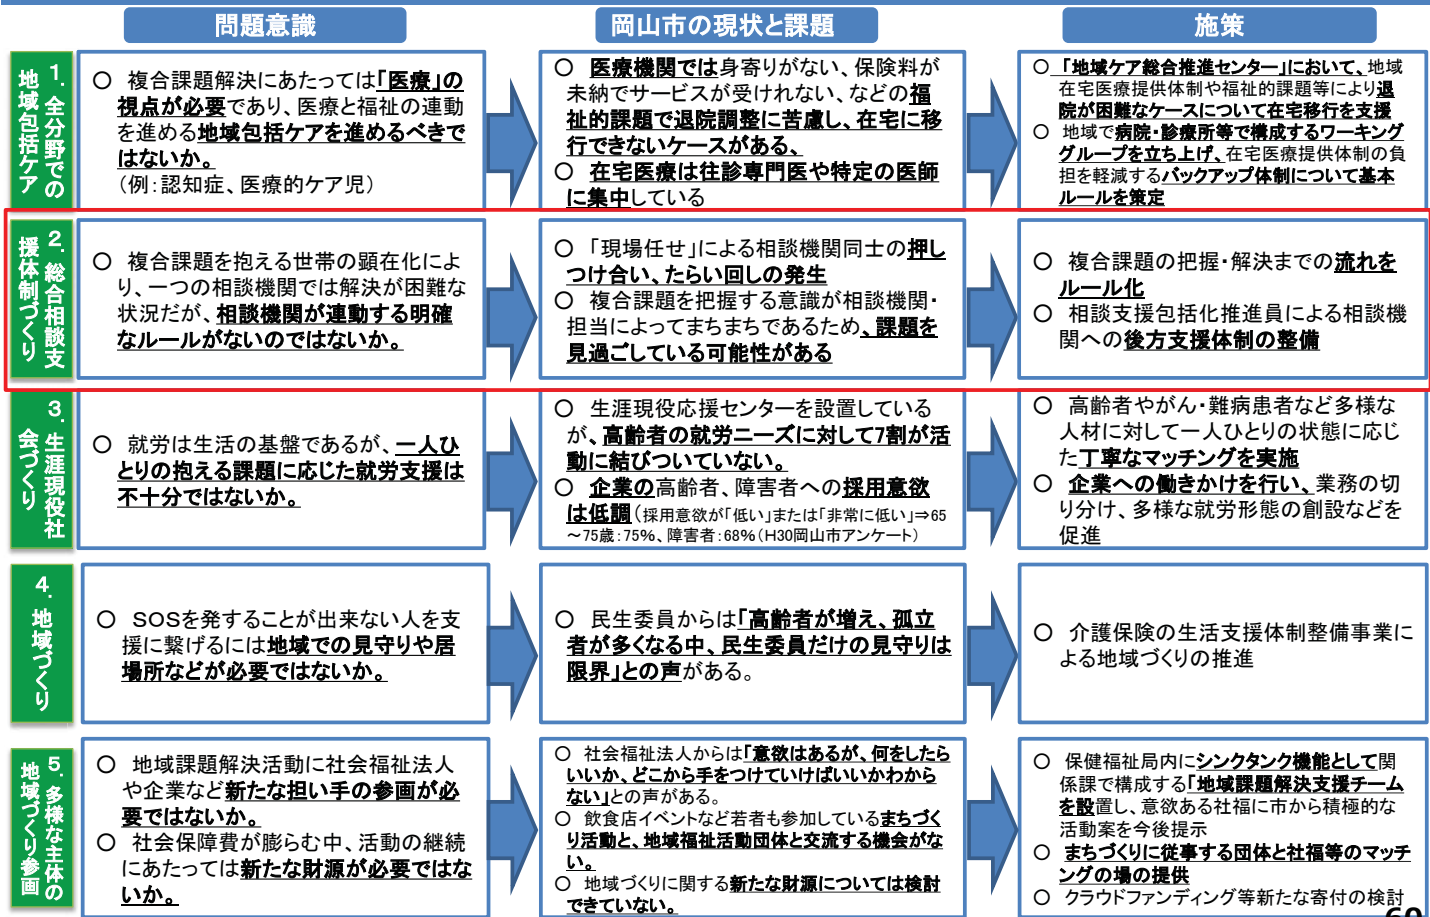 問題意識
岡山市の現状と課題
施策
1. 全分野での
地域包括ケア
○ 複合課題解決にあたっては「医療」の
視点が必要であり、医療と福祉の連動
を進める地域包括ケアを進めるべきで
はないか。
（例：認知症、医療的ケア児）
○ 医療機関では身寄りがない、保険料が
未納でサービスが受けれない、などの福
祉的課題で退院調整に苦慮し、在宅に移
行できないケースがある、
○ 在宅医療は往診専門医や特定の医師
に集中している
○ 「地域ケア総合推進センター」において、地域
在宅医療提供体制や福祉的課題等により退
院が困難なケースについて在宅移行を支援
○ 地域で病院・診療所等で構成するワーキング
グループを立ち上げ、在宅医療提供体制の負
担を軽減するバックアップ体制について基本
ルールを策定
2. 総合相談支
援体制づくり
○ 複合課題を抱える世帯の顕在化によ
り、一つの相談機関では解決が困難な
状況だが、相談機関が連動する明確
なルールがないのではないか。
○ 「現場任せ」による相談機関同士の押し
つけ合い、たらい回しの発生
○ 複合課題を把握する意識が相談機関・
担当によってまちまちであるため、課題を
見過ごしている可能性がある
○ 複合課題の把握・解決までの流れを
ルール化
○ 相談支援包括化推進員による相談機
関への後方支援体制の整備
3. 生涯現役社
会づくり
○ 就労は生活の基盤であるが、一人ひ
とりの抱える課題に応じた就労支援は
不十分ではないか。
○ 生涯現役応援センターを設置している
が、高齢者の就労ニーズに対して7割が活
動に結びついていない。
○ 企業の高齢者、障害者への採用意欲
は低調（採用意欲が「低い」または「非常に低い」⇒65
～75歳：75%、障害者：68%（H30岡山市アンケート）
○ 高齢者やがん・難病患者など多様な
人材に対して一人ひとりの状態に応じ
た丁寧なマッチングを実施
○ 企業への働きかけを行い、業務の切
り分け、多様な就労形態の創設などを
促進
4. 地域づくり
○ SOSを発することが出来ない人を支
援に繋げるには地域での見守りや居
場所などが必要ではないか。
○ 民生委員からは「高齢者が増え、孤立
者が多くなる中、民生委員だけの見守りは
限界」との声がある。
○ 介護保険の生活支援体制整備事業に
よる地域づくりの推進
5. 多様な主体の
地域づくり参画
○ 地域課題解決活動に社会福祉法人
や企業など新たな担い手の参画が必
要ではないか。
○ 社会保障費が膨らむ中、活動の継続
にあたっては新たな財源が必要ではな
いか。
○ 社会福祉法人からは「意欲はあるが、何をしたら
いいか、どこから手をつけていけばいいかわから
ない」との声がある。
○ 飲食店イベントなど若者も参加しているまちづく
り活動と、地域福祉活動団体と交流する機会がな
い。
○ 地域づくりに関する新たな財源については検討
できていない。
○ 保健福祉局内にシンクタンク機能として関
係課で構成する「地域課題解決支援チーム
を設置し、意欲ある社福に市から積極的な
活動案を今後提示
○ まちづくりに従事する団体と社福等のマッチ
ングの場の提供
○ クラウドファンディング等新たな寄付の検討